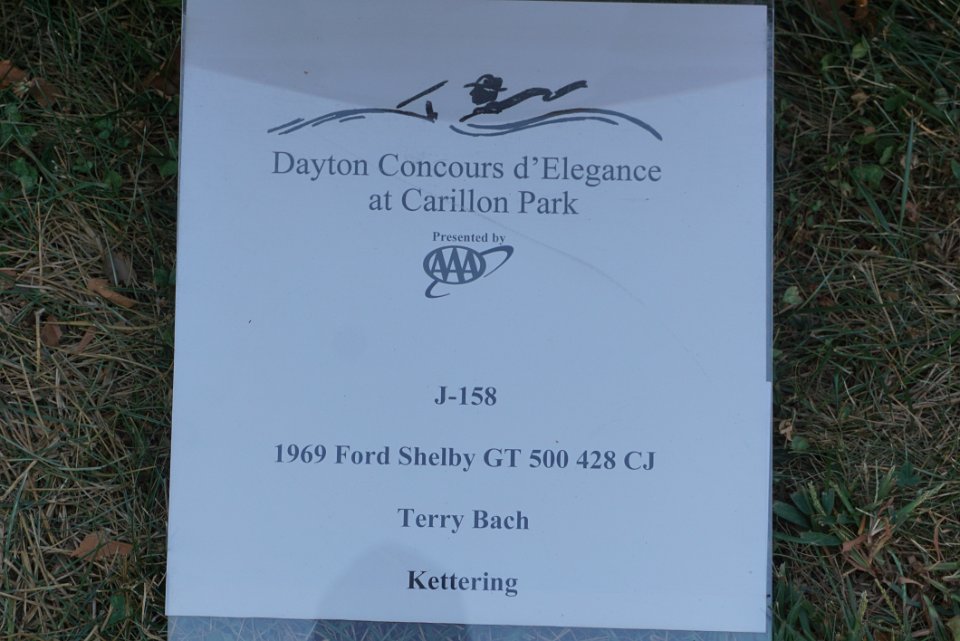 Dayton Concours d’Elegance
at Carillon Park
Presented by
AAA
J-158
1969 Ford Shelby GT 500 428 CJ
Terry Bach
Kettering